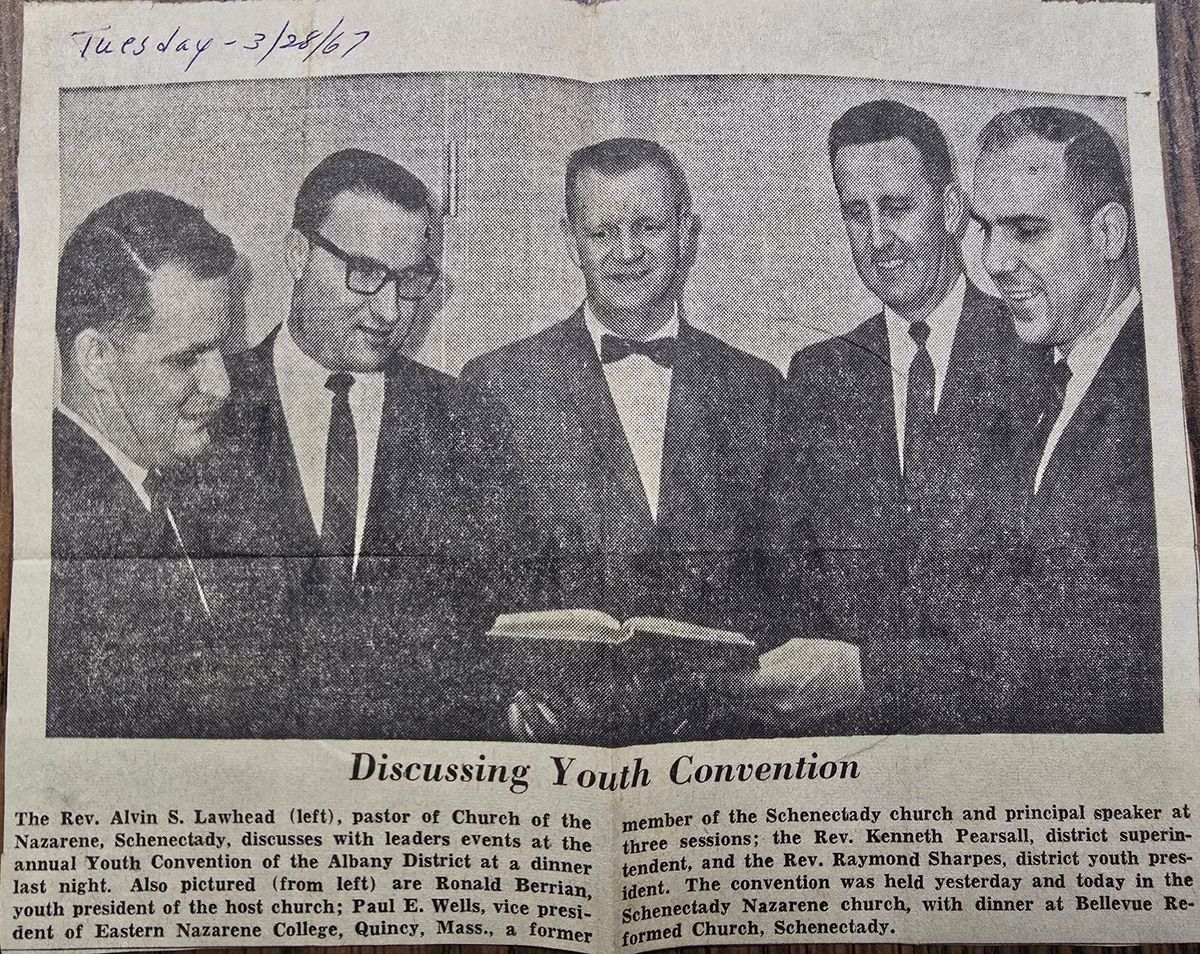 Tuesday - 3/28/67
Discussing Youth Convention
The Rev. Alvin S. Lawhead (left), pastor of Church of the
Nazarene, Schenectady, discusses with leaders events at the
annual Youth Convention of the Albany District at a dinner
last night. Also pictured (from left) are Ronald Berrian,
youth president of the host church; Paul E. Wells, vice presi-
dent of Eastern Nazarene College, Quincy, Mass., a former
member of the Schenectady church and principal speaker at
three sessions; the Rev. Kenneth Pearsall, district superin-
tendent, and the Rev. Raymond Sharpes, district youth pres-
ident. The convention was held yesterday and today in the
Schenectady Nazarene church, with dinner at Bellevue Re-
formed Church, Schenectady.